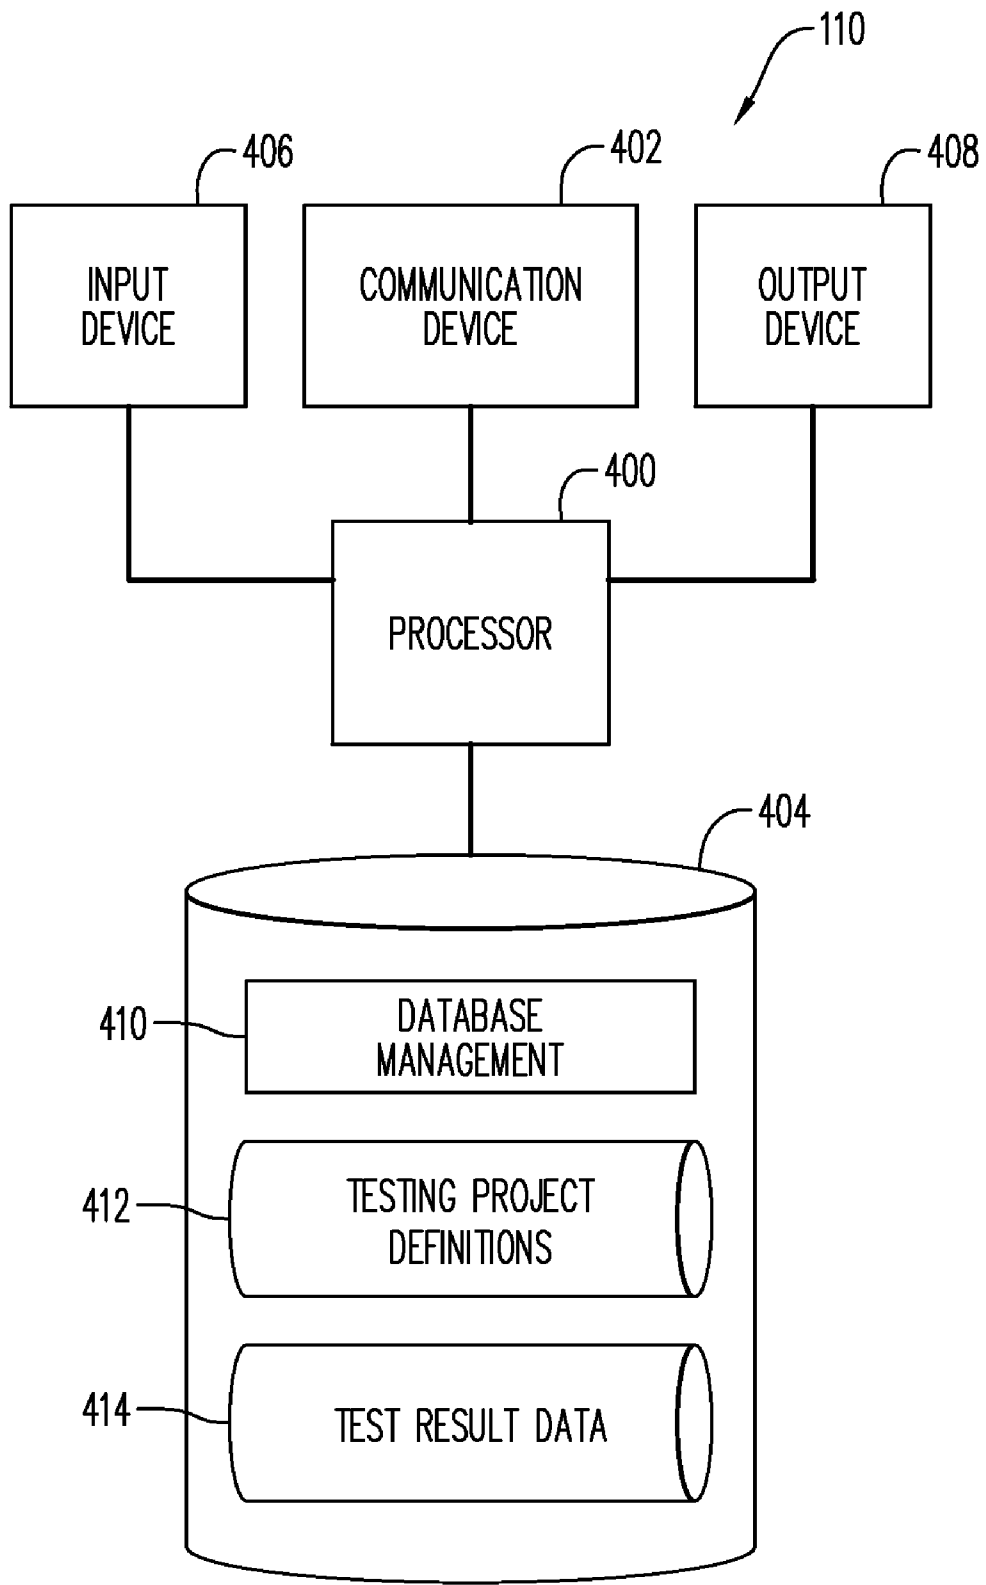 110
406
402
408
INPUT
DEVICE
COMMUNICATION
DEVICE
OUTPUT
DEVICE
400
PROCESSOR
404
410
DATABASE
MANAGEMENT
412
TESTING PROJECT
DEFINITIONS
414
TEST RESULT DATA